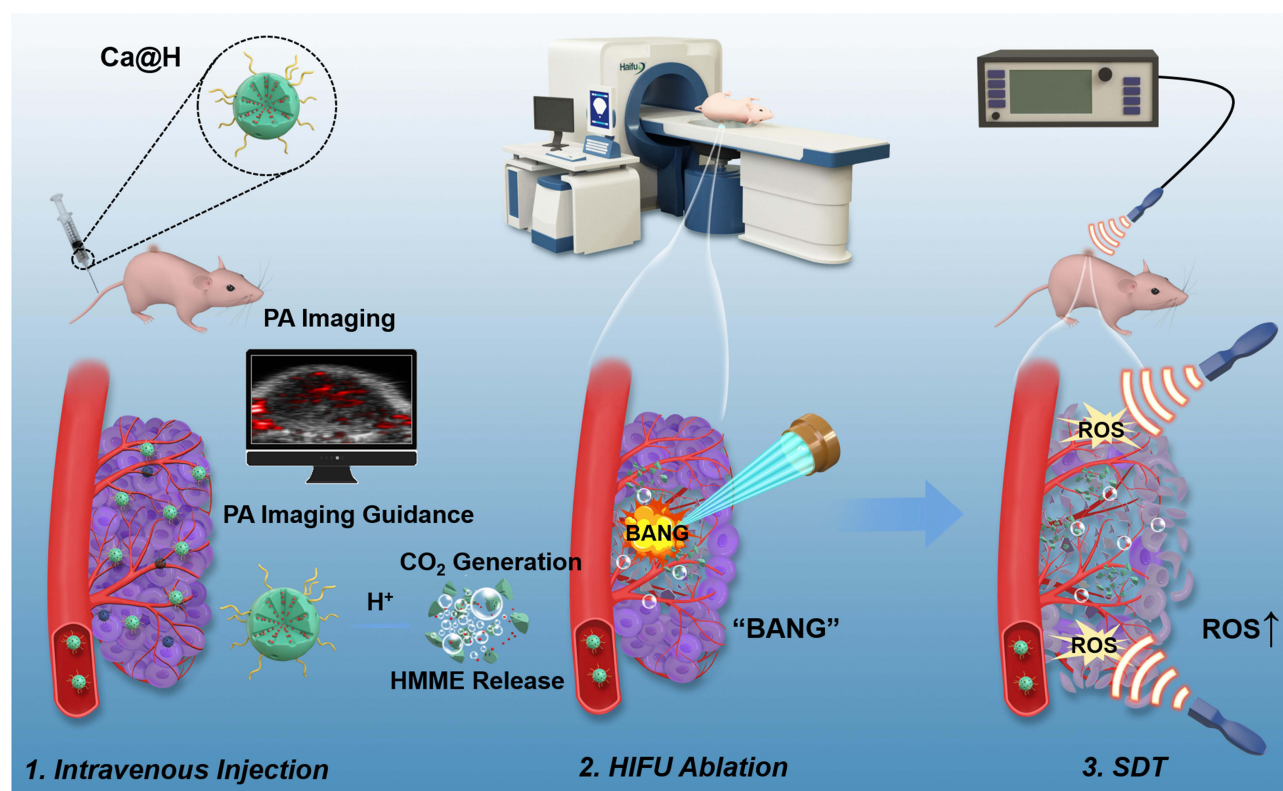 Ca@H
Haifu
PA Imaging
PA Imaging Guidance
CO₂ Generation
H⁺
HMME Release
BANG
“BANG”
ROS
ROS
ROS↑
1. Intravenous Injection
2. HIFU Ablation
3. SDT